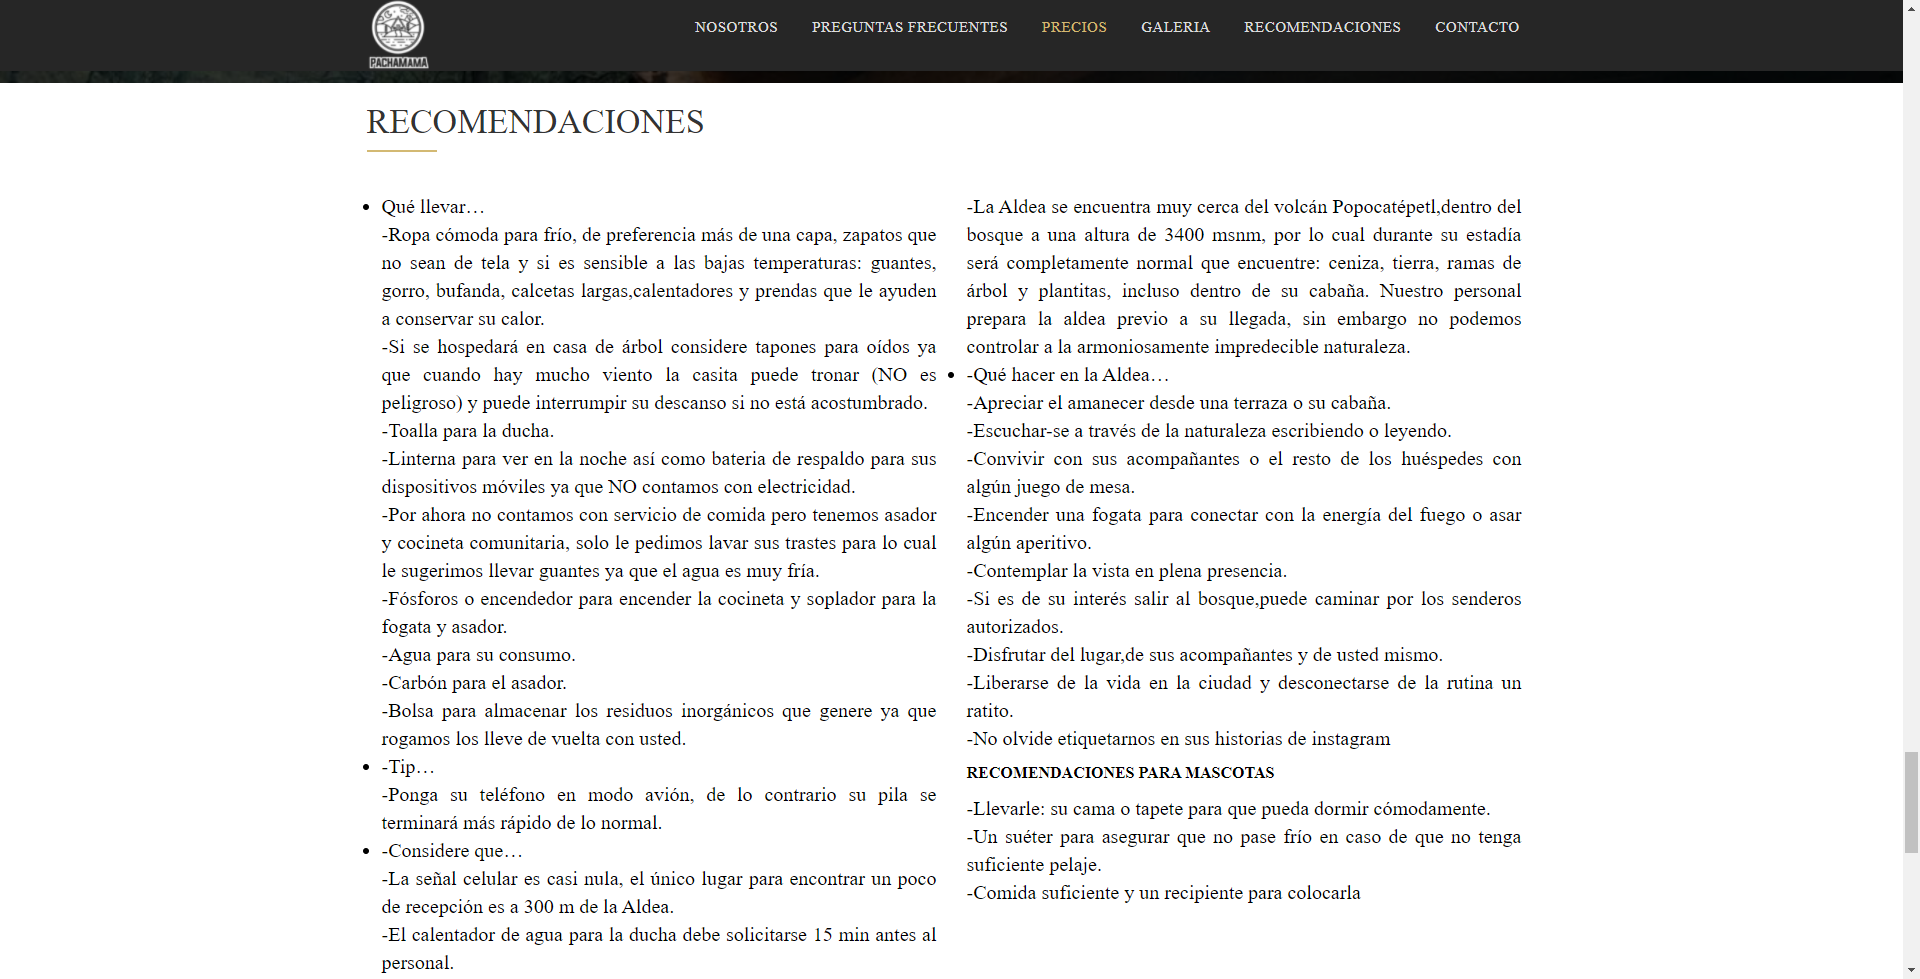 PACHAMAMA
NOSOTROS
PREGUNTAS FRECUENTES
PRECIOS
GALERIA
RECOMENDACIONES
CONTACTO
RECOMENDACIONES
• Qué llevar…
-Ropa cómoda para frío, de preferencia más de una capa, zapatos que
no sean de tela y si es sensible a las bajas temperaturas: guantes,
gorro, bufanda, calcetas largas,calentadores y prendas que le ayuden
a conservar su calor.
-Si se hospedará en casa de árbol considere tapones para oídos ya
que cuando hay mucho viento la casita puede tronar (NO es
peligroso) y puede interrumpir su descanso si no está acostumbrado.
-Toalla para la ducha.
-Linterna para ver en la noche así como bateria de respaldo para sus
dispositivos móviles ya que NO contamos con electricidad.
-Por ahora no contamos con servicio de comida pero tenemos asador
y cocineta comunitaria, solo le pedimos lavar sus trastes para lo cual
le sugerimos llevar guantes ya que el agua es muy fría.
-Fósforos o encendedor para encender la cocineta y soplador para la
fogata y asador.
-Agua para su consumo.
-Carbón para el asador.
-Bolsa para almacenar los residuos inorgánicos que genere ya que
rogamos los lleve de vuelta con usted.
• -Tip…
-Ponga su teléfono en modo avión, de lo contrario su pila se
terminará más rápido de lo normal.
• -Considere que…
-La señal celular es casi nula, el único lugar para encontrar un poco
de recepción es a 300 m de la Aldea.
-El calentador de agua para la ducha debe solicitarse 15 min antes al
personal.
-La Aldea se encuentra muy cerca del volcán Popocatépetl,dentro del
bosque a una altura de 3400 msnm, por lo cual durante su estadía
será completamente normal que encuentre: ceniza, tierra, ramas de
árbol y plantitas, incluso dentro de su cabaña. Nuestro personal
prepara la aldea previo a su llegada, sin embargo no podemos
controlar a la armoniosamente impredecible naturaleza.
• -Qué hacer en la Aldea…
-Apreciar el amanecer desde una terraza o su cabaña.
-Escuchar-se a través de la naturaleza escribiendo o leyendo.
-Convivir con sus acompañantes o el resto de los huéspedes con
algún juego de mesa.
-Encender una fogata para conectar con la energía del fuego o asar
algún aperitivo.
-Contemplar la vista en plena presencia.
-Si es de su interés salir al bosque,puede caminar por los senderos
autorizados.
-Disfrutar del lugar,de sus acompañantes y de usted mismo.
-Liberarse de la vida en la ciudad y desconectarse de la rutina un
ratito.
-No olvide etiquetarnos en sus historias de instagram
RECOMENDACIONES PARA MASCOTAS
-Llevarle: su cama o tapete para que pueda dormir cómodamente.
-Un suéter para asegurar que no pase frío en caso de que no tenga
suficiente pelaje.
-Comida suficiente y un recipiente para colocarla